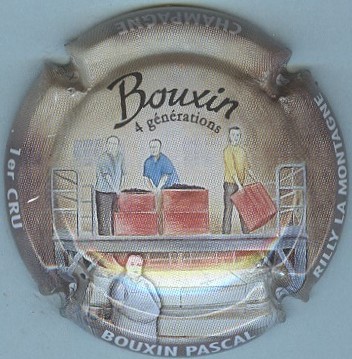 CHAMPAGNE
Bouxin
4 générations
1er CRU
RILLY LA MONTAGNE
BOUXIN PASCAL